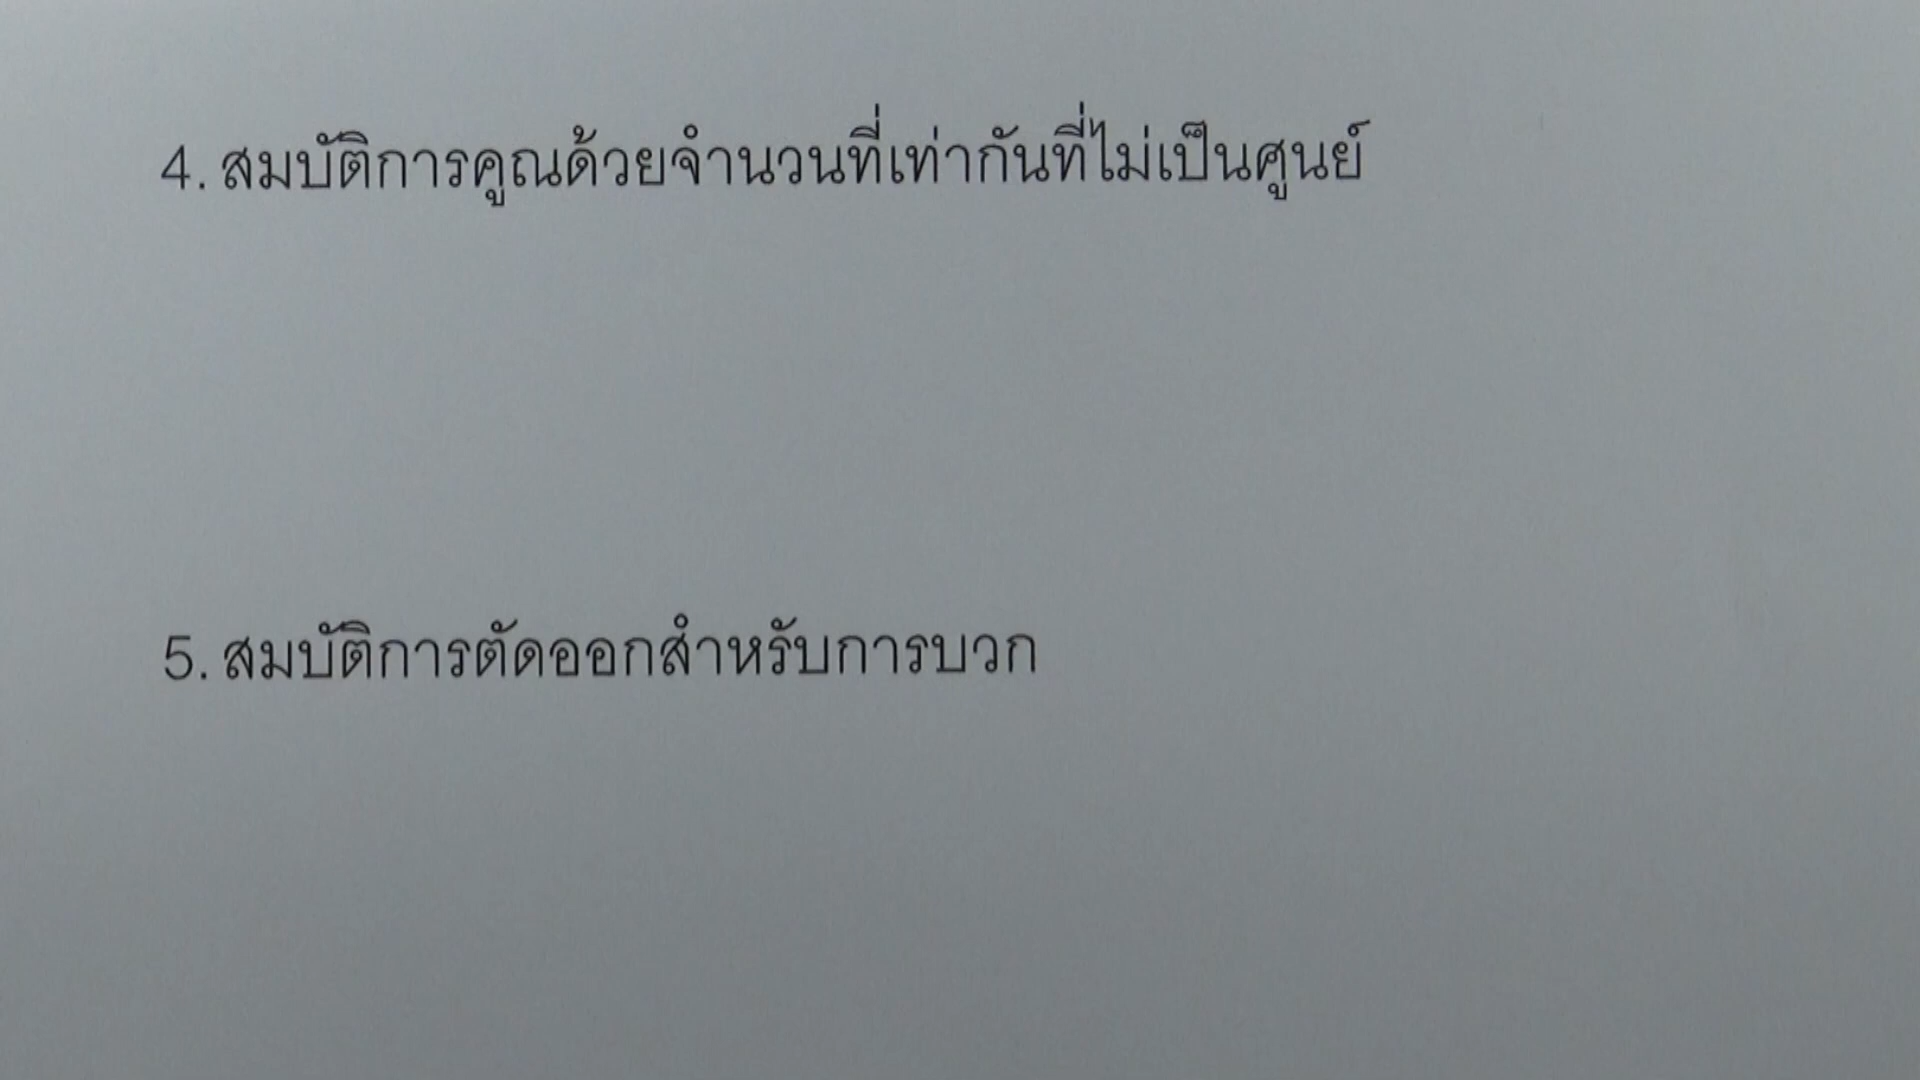 4. สมบัติการคูณด้วยจำนวนที่เท่ากันที่ไม่เป็นศูนย์
5. สมบัติการตัดออกสำหรับการบวก